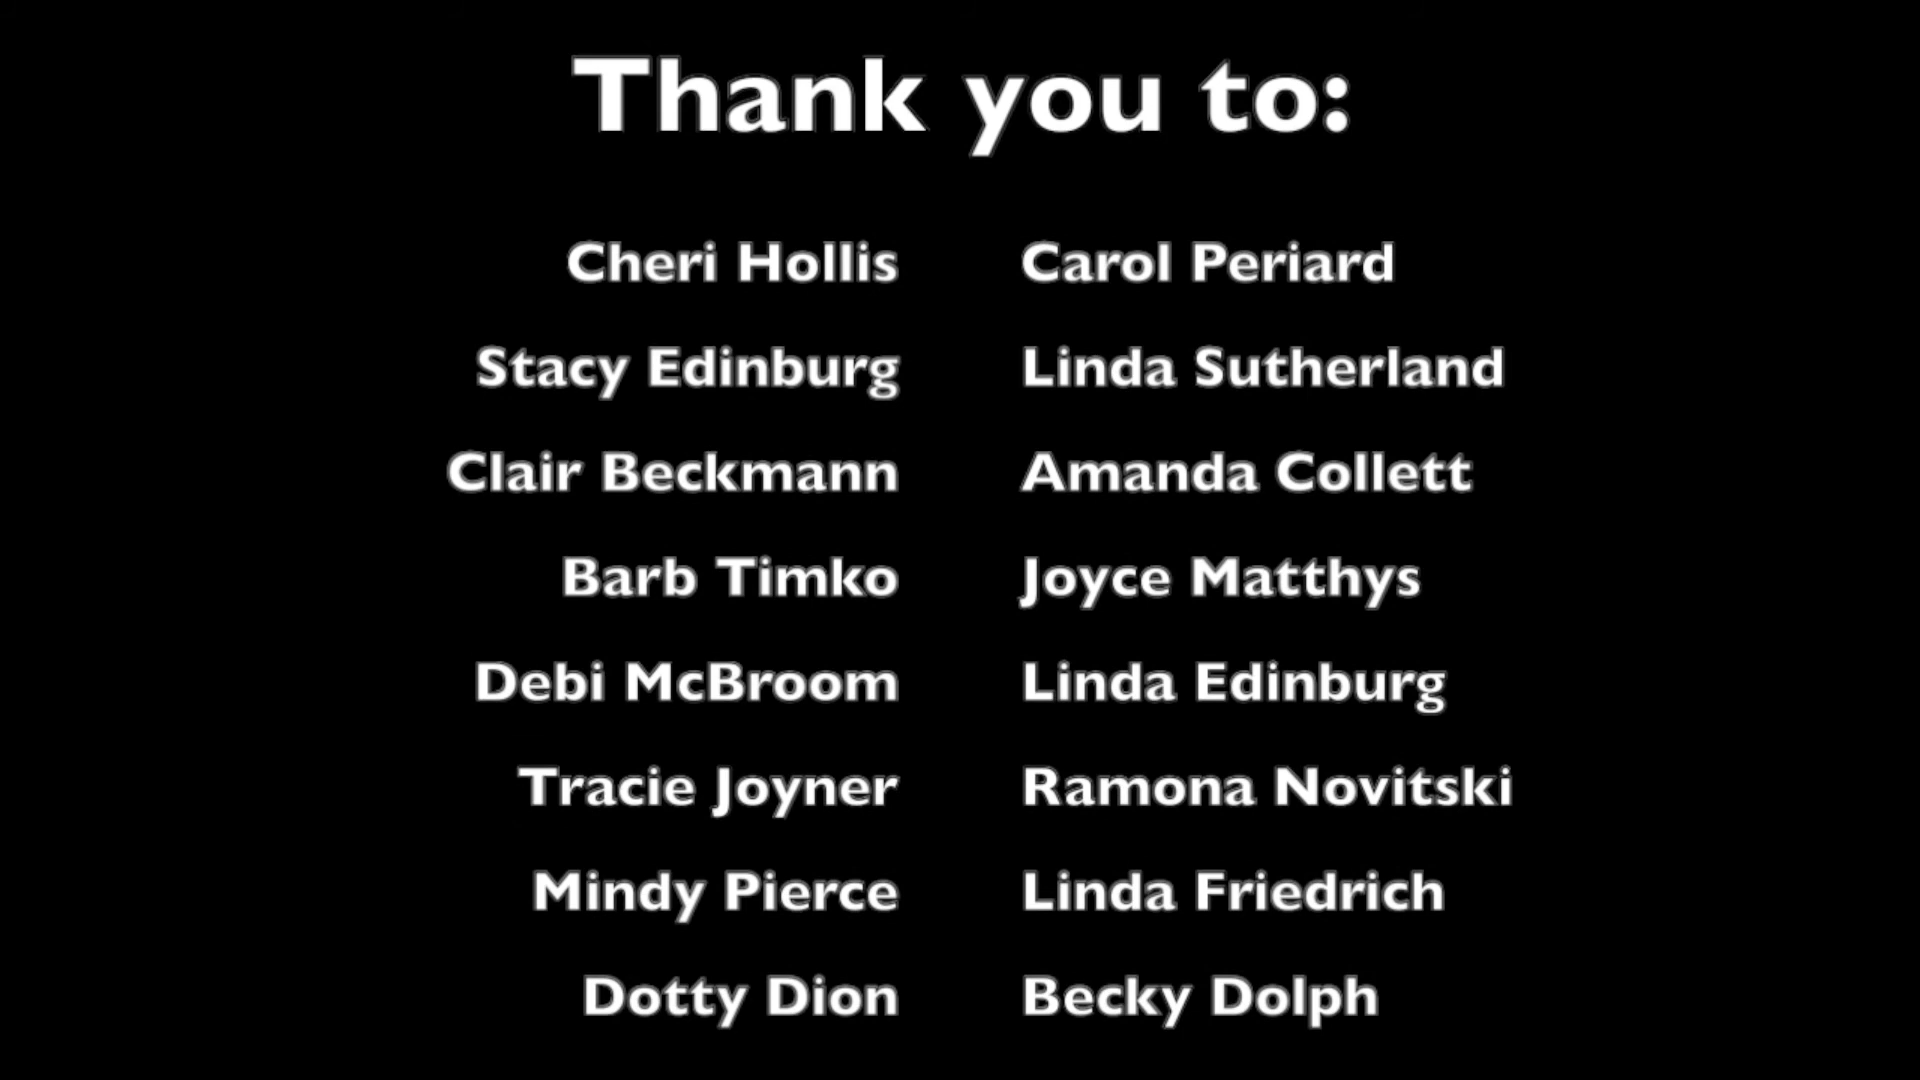 Thank you to:
Cheri Hollis Carol Periard
Stacy Edinburg Linda Sutherland
Clair Beckmann Amanda Collett
Barb Timko Joyce Matthys
Debi McBroom Linda Edinburg
Tracie Joyner Ramona Novitski
Mindy Pierce Linda Friedrich
Dotty Dion Becky Dolph